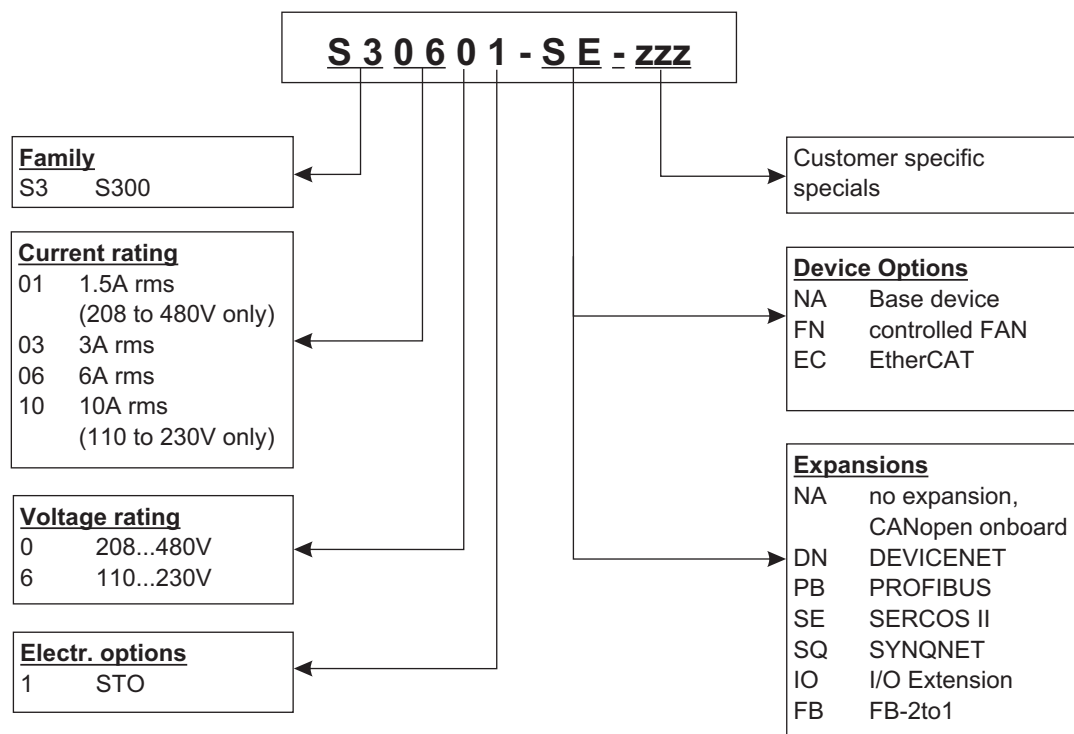 S30601-SE-zzz
Family
S3 S300
Current rating
01 1.5A rms
(208 to 480V only)
03 3A rms
06 6A rms
10 10A rms
(110 to 230V only)
Voltage rating
0 208...480V
6 110...230V
Electr. options
1 STO
Customer specific
specials
Device Options
NA Base device
FN controlled FAN
EC EtherCAT
Expansions
NA no expansion,
CANopen onboard
DN DEVICENET
PB PROFIBUS
SE SERCOS II
SQ SYNQNET
IO I/O Extension
FB FB-2to1